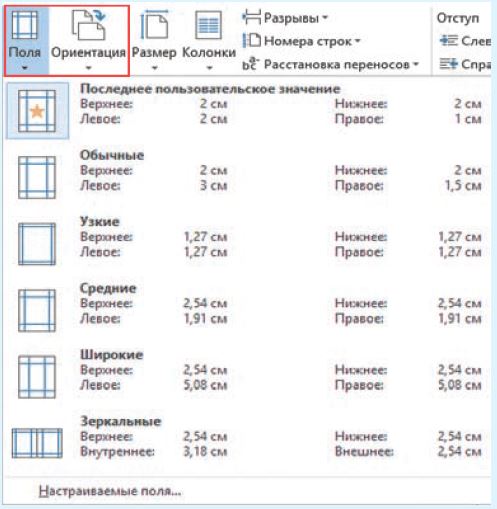 Разрывы
Отступ
Номера строк
Слев
Поля Ориентация Размер Колонки
Расстановка переносов
Спра
Последнее пользовательское значение
Верхнее: 2 см Нижнее: 2 см
Левое: 2 см Правое: 1 см
Обычные
Верхнее: 2 см Нижнее: 2 см
Левое: 3 см Правое: 1,5 см
Узкие
Верхнее: 1,27 см Нижнее: 1,27 см
Левое: 1,27 см Правое: 1,27 см
Средние
Верхнее: 2,54 см Нижнее: 2,54 см
Левое: 1,91 см Правое: 1,91 см
Широкие
Верхнее: 2,54 см Нижнее: 2,54 см
Левое: 5,08 см Правое: 5,08 см
Зеркальные
Верхнее: 2,54 см Нижнее: 2,54 см
Внутреннее: 3,18 см Внешнее: 2,54 см
Настраиваемые поля...